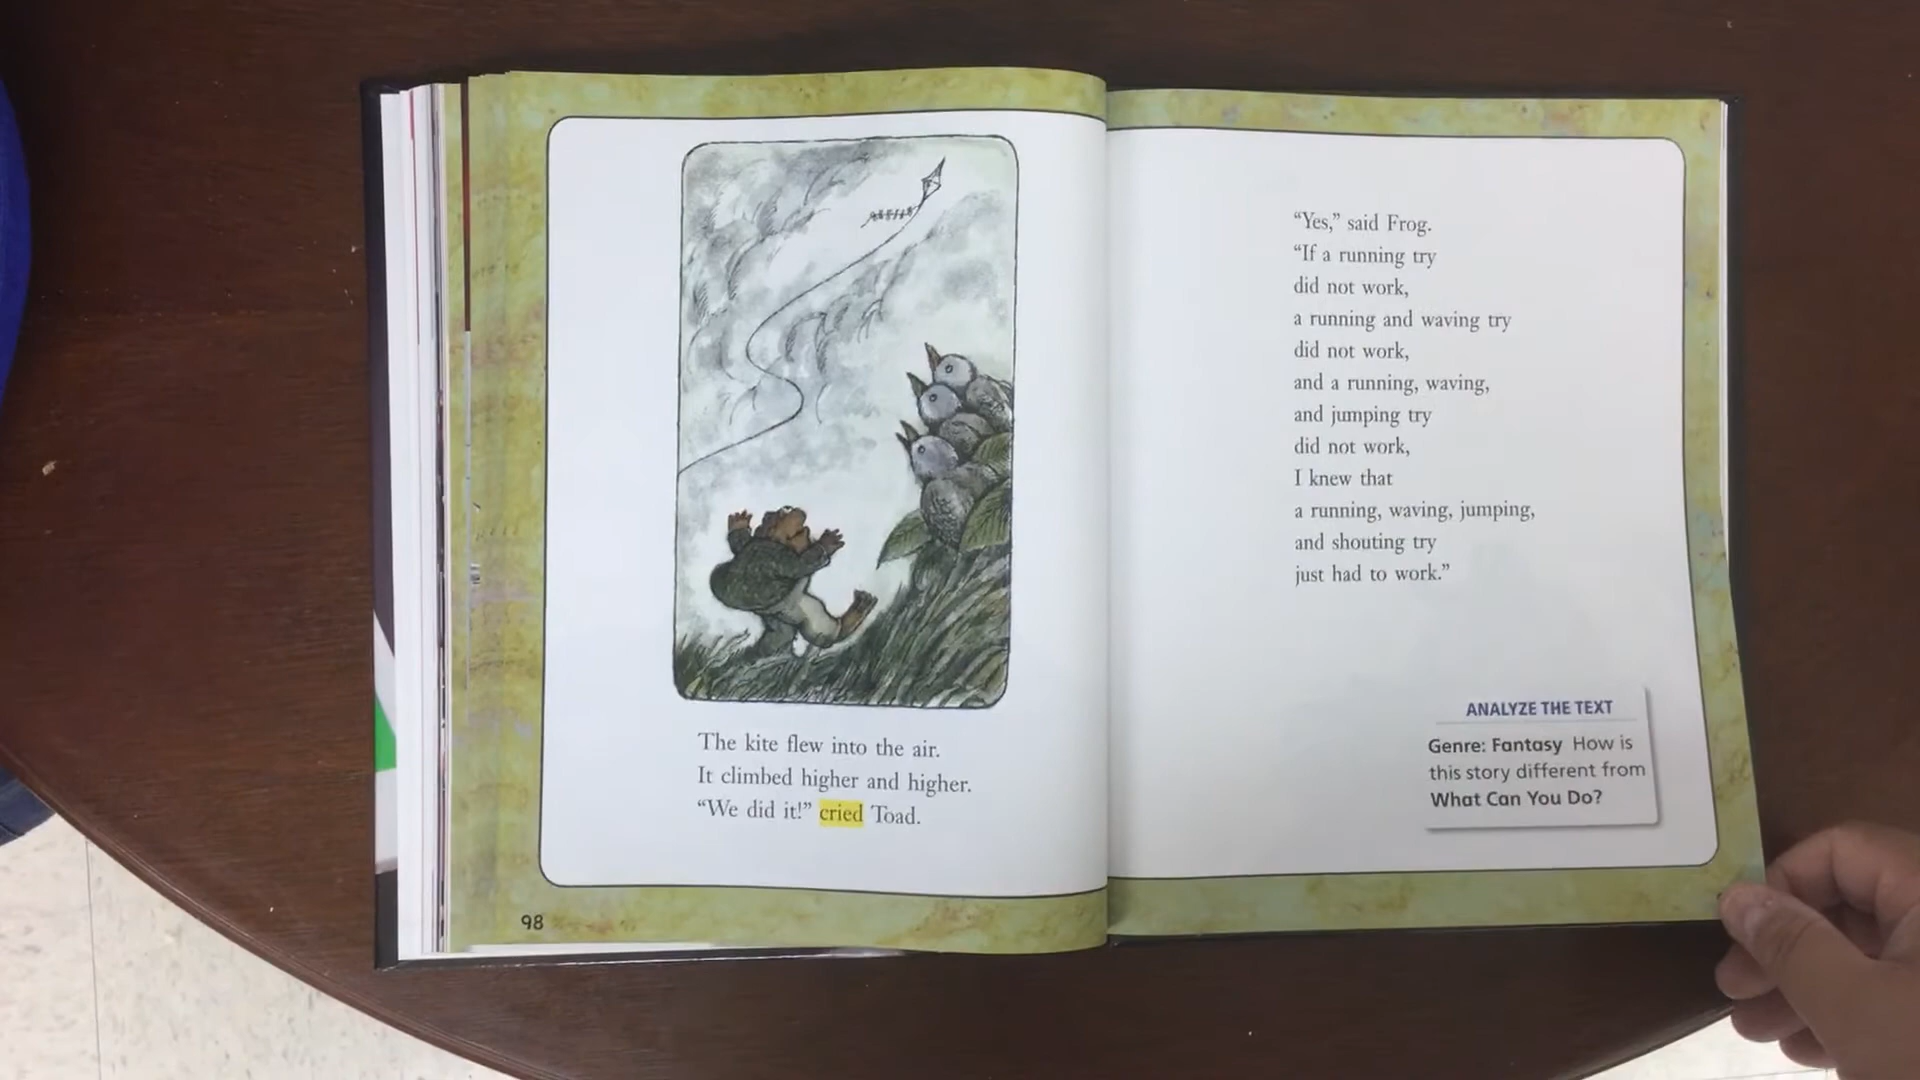 The kite flew into the air.
It climbed higher and higher.
“We did it!” cried Toad.
98
“Yes,” said Frog.
“If a running try
did not work,
a running and waving try
did not work,
and a running, waving,
and jumping try
did not work,
I knew that
a running, waving, jumping,
and shouting try
just had to work.”
ANALYZE THE TEXT
Genre: Fantasy How is
this story different from
What Can You Do?